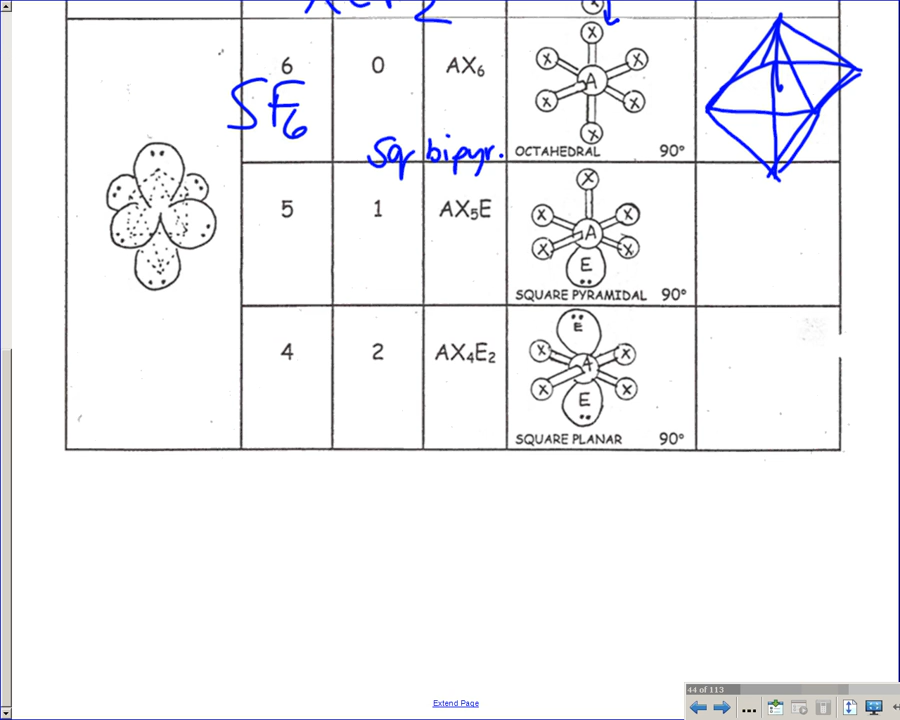 6 0 AX₆
SF₆
Sq bipyr.
X X X A X X X
OCTAHEDRAL 90°
5 1 AX₅E
X X X A X X
E
SQUARE PYRAMIDAL 90°
4 2 AX₄E₂
E
X X A X X
E
SQUARE PLANAR 90°
Extend Page
44 of 113